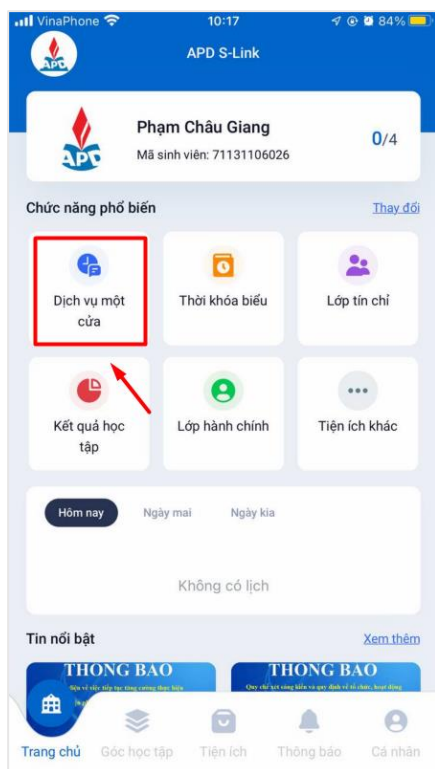 VinaPhone 10:17 84%
APD S-Link
APD
Phạm Châu Giang
Mã sinh viên: 71131106026
0/4
APD
Chức năng phổ biến Thay đổi
Dịch vụ một
cửa
Thời khóa biểu
Lớp tín chỉ
Kết quả học
tập
Lớp hành chính
Tiện ích khác
Hôm nay Ngày mai Ngày kia
Không có lịch
Tin nổi bật Xem thêm
THONG BAO
THONG BAO
Trang chủ Góc học tập Tiện ích Thông báo Cá nhân